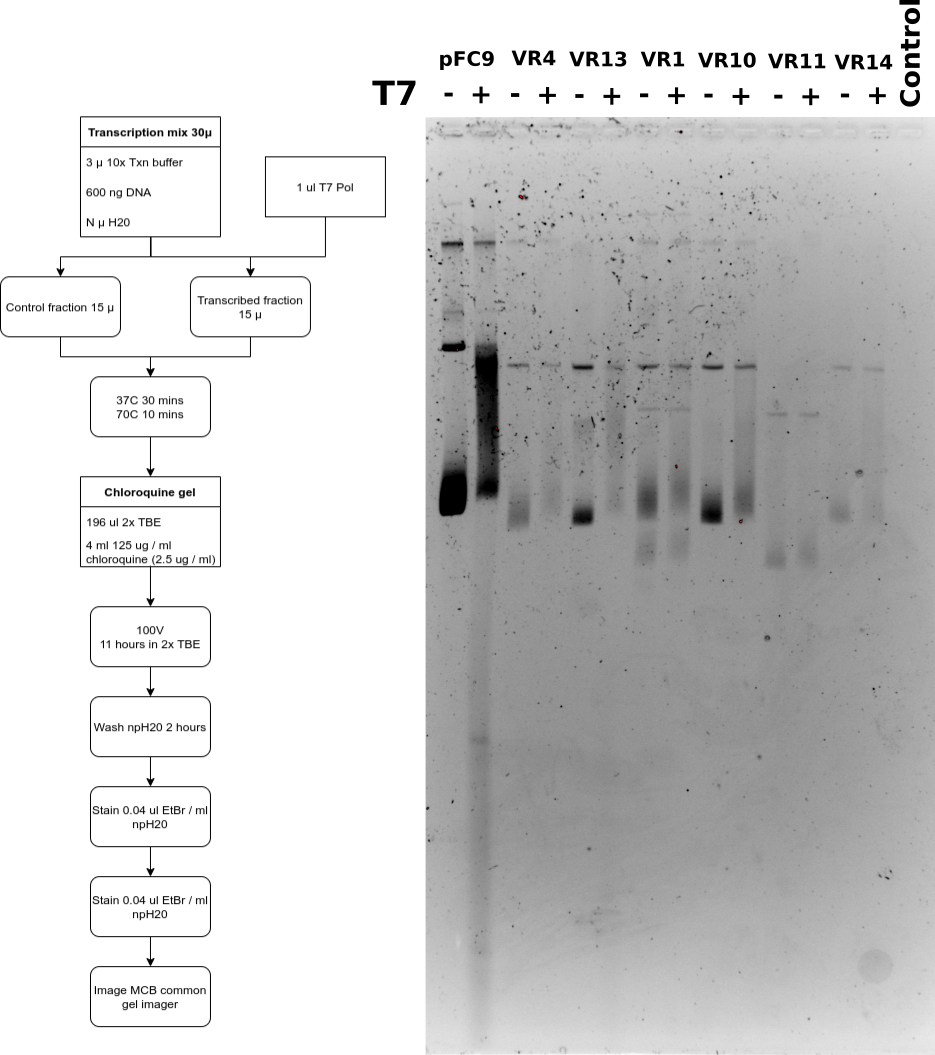 Transcription mix 30µ
3 µ 10x Txn buffer
600 ng DNA
N µ H20
1 ul T7 Pol
Control fraction 15 µ
Transcribed fraction
15 µ
37C 30 mins
70C 10 mins
Chloroquine gel
196 ul 2x TBE
4 ml 125 ug / ml
chloroquine (2.5 ug / ml)
100V
11 hours in 2x TBE
Wash npH20 2 hours
Stain 0.04 ul EtBr / ml
npH20
Stain 0.04 ul EtBr / ml
npH20
Image MCB common
gel imager
pFC9 VR4 VR13 VR1 VR10 VR11 VR14 Control
T7 - + - + - + - + - + - + - +